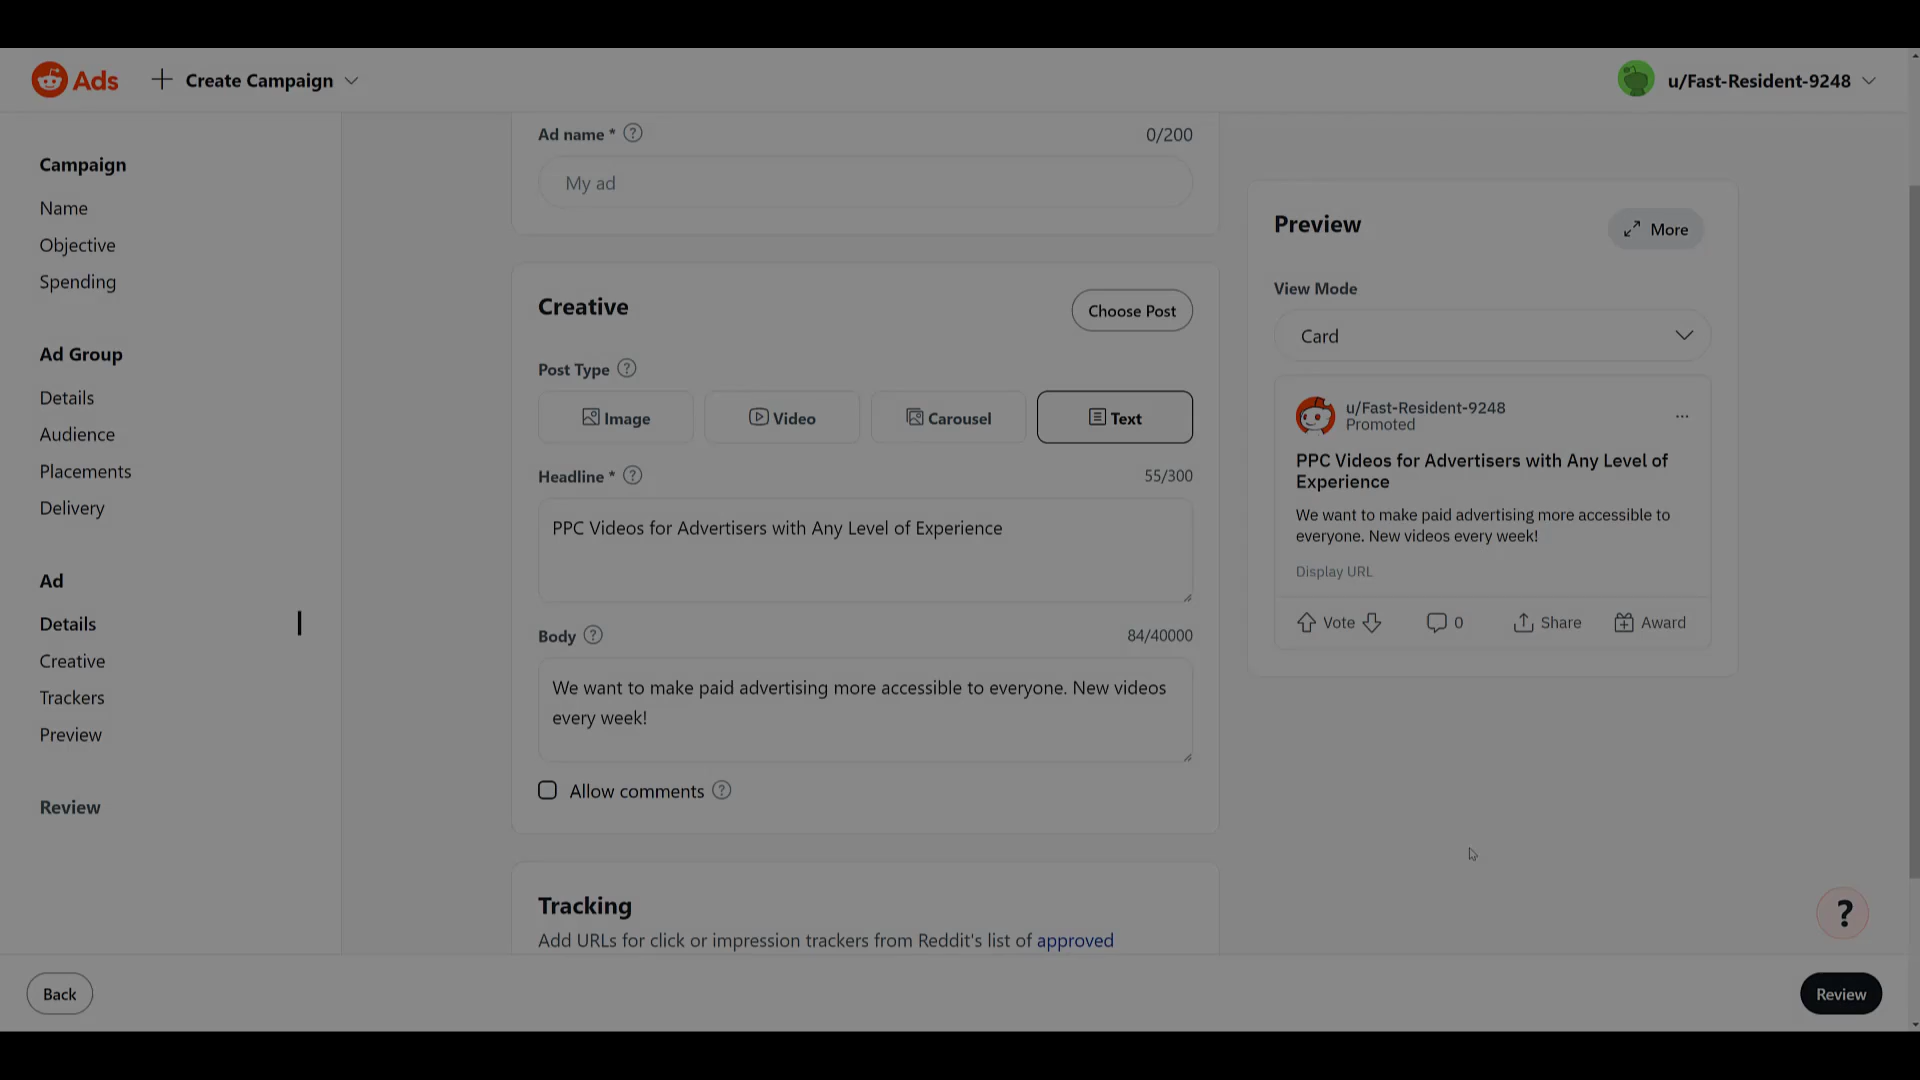 Ads
Create Campaign
u/Fast-Resident-9248
Campaign
Name
Objective
Spending
Ad Group
Details
Audience
Placements
Delivery
Ad
Details
Creative
Trackers
Preview
Review
Ad name * ?
0/200
My ad
Creative
Choose Post
Post Type ?
Image
Video
Carousel
Text
Headline * ?
55/300
PPC Videos for Advertisers with Any Level of Experience
Body ?
84/40000
We want to make paid advertising more accessible to everyone. New videos
every week!
Allow comments ?
Tracking
Add URLs for click or impression trackers from Reddit's list of approved
Preview
More
View Mode
Card
u/Fast-Resident-9248
Promoted
...
PPC Videos for Advertisers with Any Level of
Experience
We want to make paid advertising more accessible to
everyone. New videos every week!
Display URL
Vote
0
Share
Award
?
Back
Review